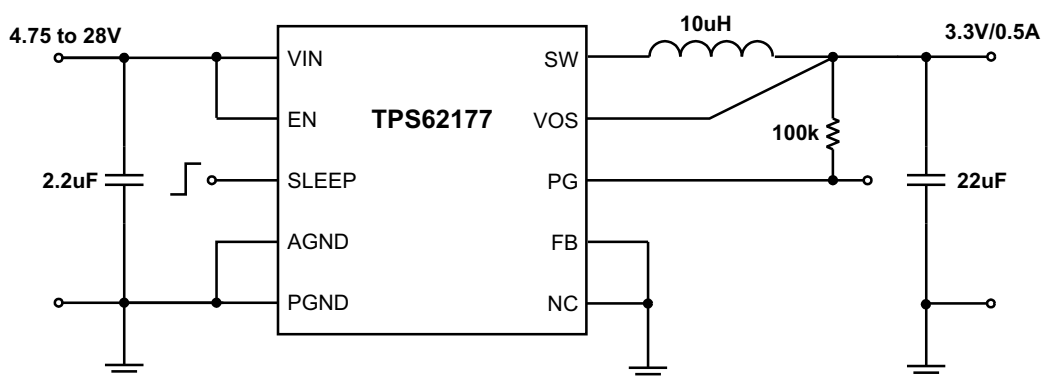 4.75 to 28V
10uH
3.3V/0.5A
VIN
SW
EN
TPS62177
VOS
100k
2.2uF
SLEEP
PG
22uF
AGND
FB
PGND
NC